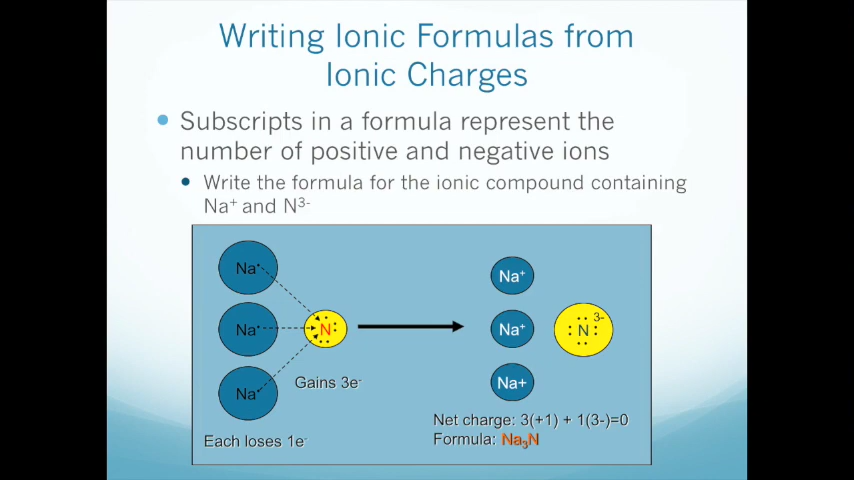 Writing Ionic Formulas from
Ionic Charges
Subscripts in a formula represent the
number of positive and negative ions
Write the formula for the ionic compound containing
Na⁺ and N³⁻
Na
Na
Na
N
Gains 3e⁻
Each loses 1e⁻
Na⁺
Na⁺
Na+
N 3-
Net charge: 3(+1) + 1(3-)=0
Formula: Na₃N